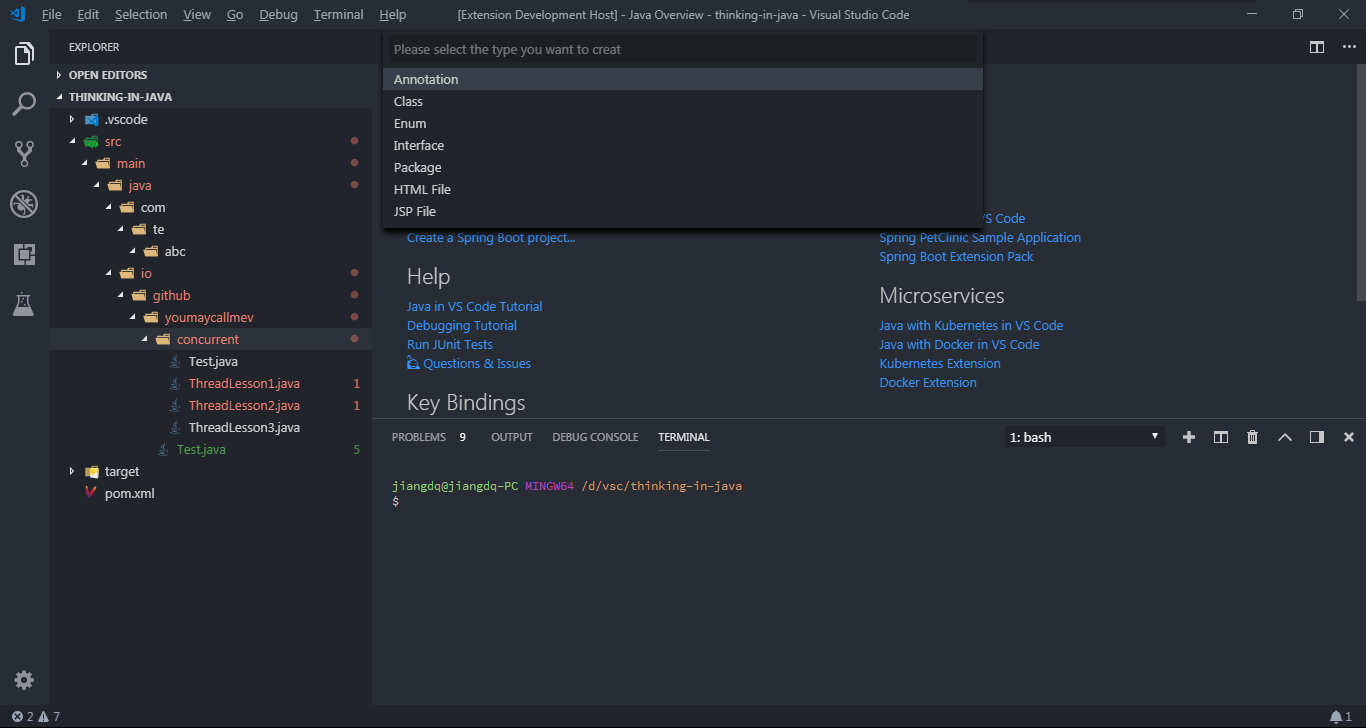 File Edit Selection View Go Debug Terminal Help [Extension Development Host] - Java Overview - thinking-in-java - Visual Studio Code
EXPLORER
OPEN EDITORS
THINKING-IN-JAVA
.vscode
src
main
java
com
te
abc
io
github
youmaycallmev
concurrent
Test.java
ThreadLesson1.java 1
ThreadLesson2.java 1
ThreadLesson3.java
Test.java 5
target
pom.xml
Please select the type you want to creat
Annotation
Class
Enum
Interface
Package
HTML File
JSP File
Create a Spring Boot project...
Help
Java in VS Code Tutorial
Debugging Tutorial
Run JUnit Tests
Questions & Issues
Key Bindings
VS Code
Spring PetClinic Sample Application
Spring Boot Extension Pack
Microservices
Java with Kubernetes in VS Code
Java with Docker in VS Code
Kubernetes Extension
Docker Extension
PROBLEMS 9 OUTPUT DEBUG CONSOLE TERMINAL 1: bash
jiangdq@jiangdq-PC MINGW64 /d/vsc/thinking-in-java
$
2 7 1